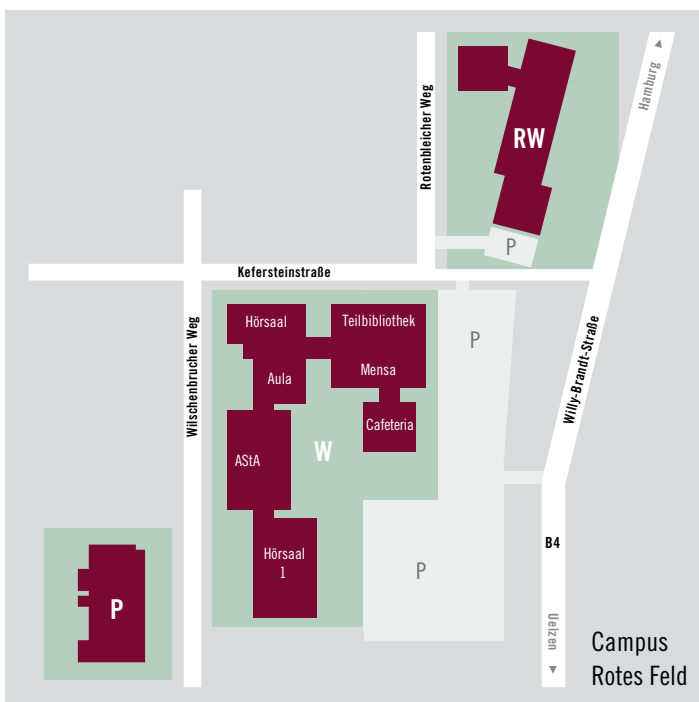 Hamburg
Rotenbleicher Weg
RW
P
Kefersteinstraße
Hörsaal
Teilbibliothek
P
Wilschenbrucher Weg
Willy-Brandt-Straße
Aula
Mensa
Cafeteria
AStA
W
B4
Hörsaal
1
P
P
Uelzen
Campus
Rotes Feld